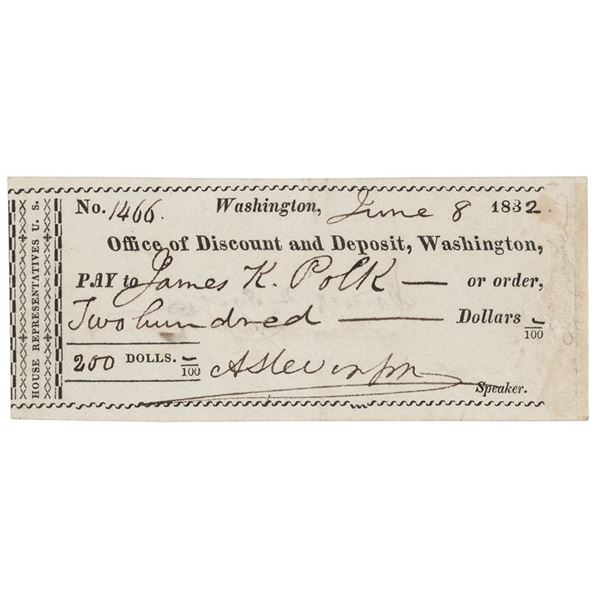 HOUSE REPRESENTATIVES U. S.
No. 1466. Washington, June 8 1832.
Office of Discount and Deposit, Washington,
PAY to James K. Polk — or order,
Two hundred — Dollars -/100
200 DOLLS. -/100 A Stevenson
Speaker.